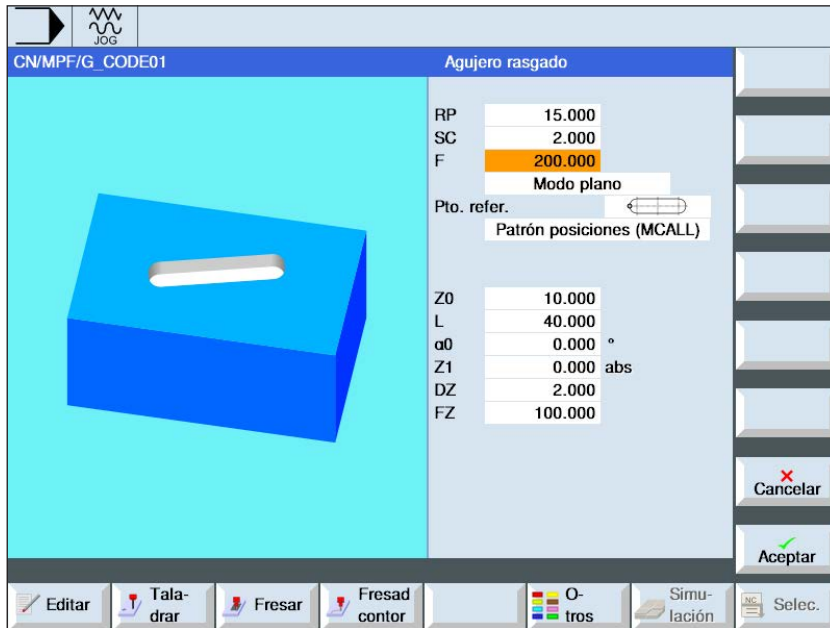 JOG
CN/MPF/G_CODE01
Agujero rasgado
RP 15.000
SC 2.000
F 200.000
Modo plano
Pto. refer.
Patrón posiciones (MCALL)
Z0 10.000
L 40.000
α0 0.000 °
Z1 0.000 abs
DZ 2.000
FZ 100.000
Cancelar
Aceptar
Editar
Tala-
drar
Fresar
Fresad
contor
O-
tros
Simu-
lación
NC
Selec.